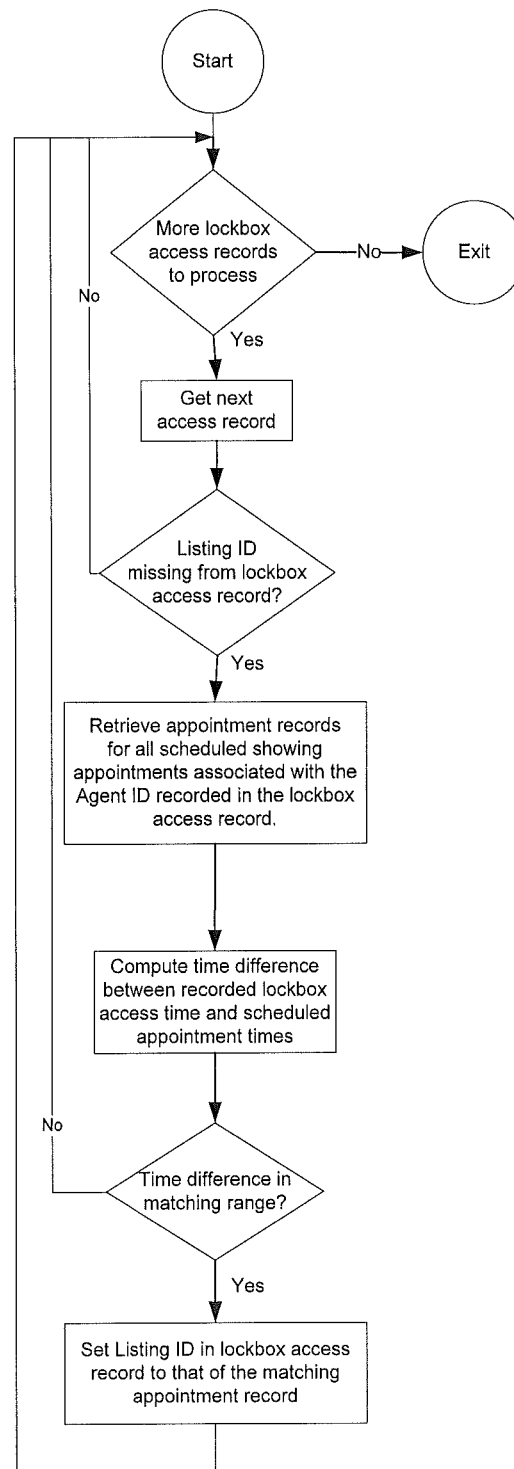 Start
More lockbox
access records
to process
No
Exit
No
Yes
Get next
access record
Listing ID
missing from lockbox
access record?
Yes
Retrieve appointment records
for all scheduled showing
appointments associated with the
Agent ID recorded in the lockbox
access record.
Compute time difference
between recorded lockbox
access time and scheduled
appointment times
No
Time difference in
matching range?
Yes
Set Listing ID in lockbox access
record to that of the matching
appointment record